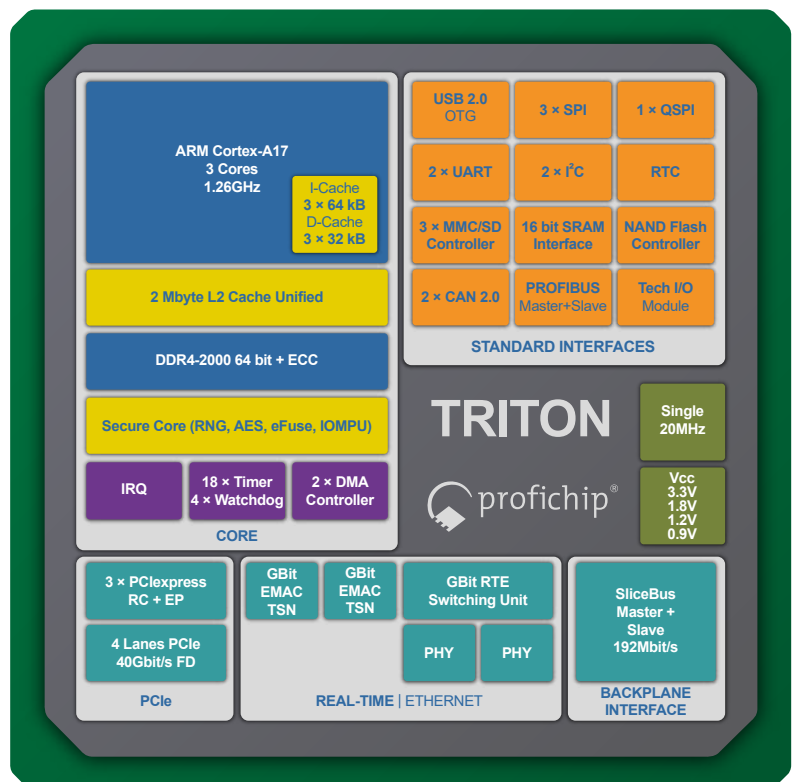 ARM Cortex-A17
3 Cores
1.26GHz
I-Cache
3 × 64 kB
D-Cache
3 × 32 kB
2 Mbyte L2 Cache Unified
DDR4-2000 64 bit + ECC
Secure Core (RNG, AES, eFuse, IOMPU)
IRQ
18 × Timer
4 × Watchdog
2 × DMA
Controller
CORE
USB 2.0
OTG
3 × SPI
1 × QSPI
2 × UART
2 × I²C
RTC
3 × MMC/SD
Controller
16 bit SRAM
Interface
NAND Flash
Controller
2 × CAN 2.0
PROFIBUS
Master+Slave
Tech I/O
Module
STANDARD INTERFACES
TRITON
profichip®
Single
20MHz
Vcc
3.3V
1.8V
1.2V
0.9V
3 × PCIexpress
RC + EP
4 Lanes PCIe
40Gbit/s FD
PCIe
GBit
EMAC
TSN
GBit
EMAC
TSN
GBit RTE
Switching Unit
PHY
PHY
REAL-TIME | ETHERNET
SliceBus
Master +
Slave
192Mbit/s
BACKPLANE
INTERFACE